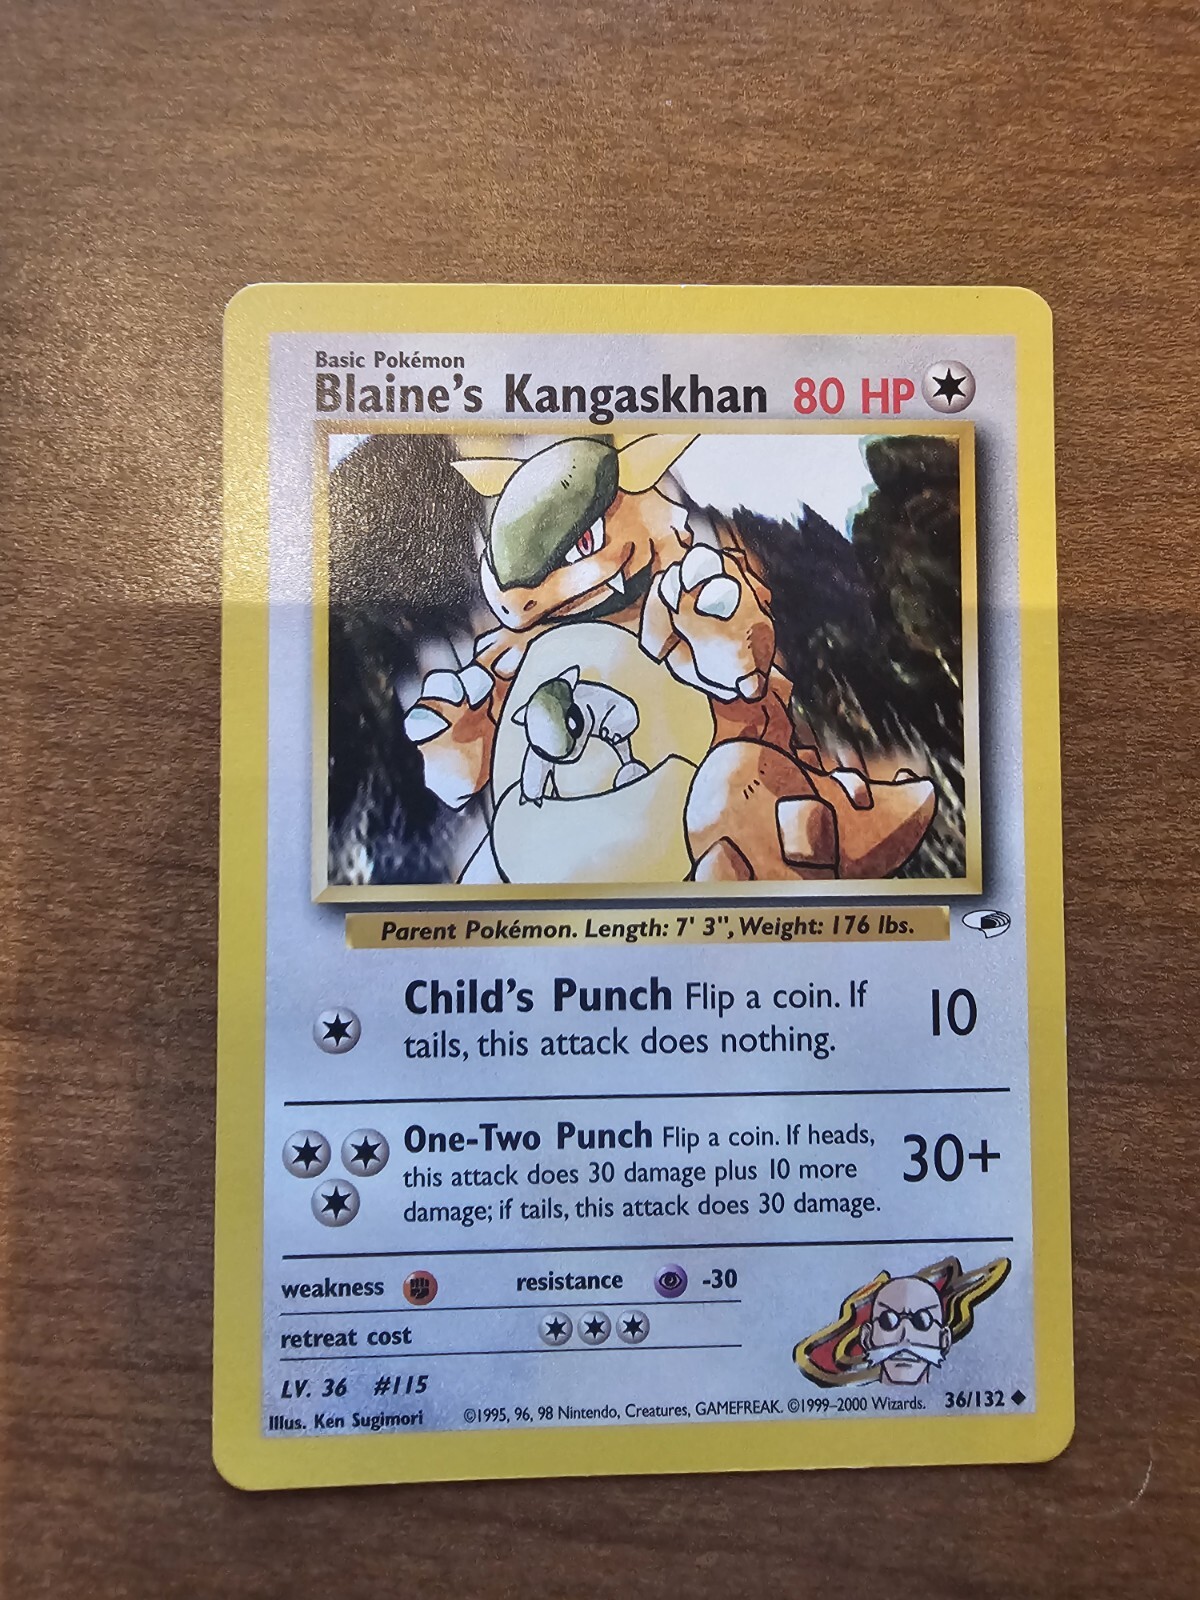 Basic Pokémon
Blaine's Kangaskhan 80 HP
Parent Pokémon. Length: 7' 3", Weight: 176 lbs.
Child's Punch Flip a coin. If
tails, this attack does nothing.
10
One-Two Punch Flip a coin. If heads,
this attack does 30 damage plus 10 more
damage; if tails, this attack does 30 damage.
30+
weakness resistance -30
retreat cost
LV. 36 #115
Illus. Ken Sugimori ©1995, 96, 98 Nintendo, Creatures, GAMEFREAK. ©1999–2000 Wizards. 36/132